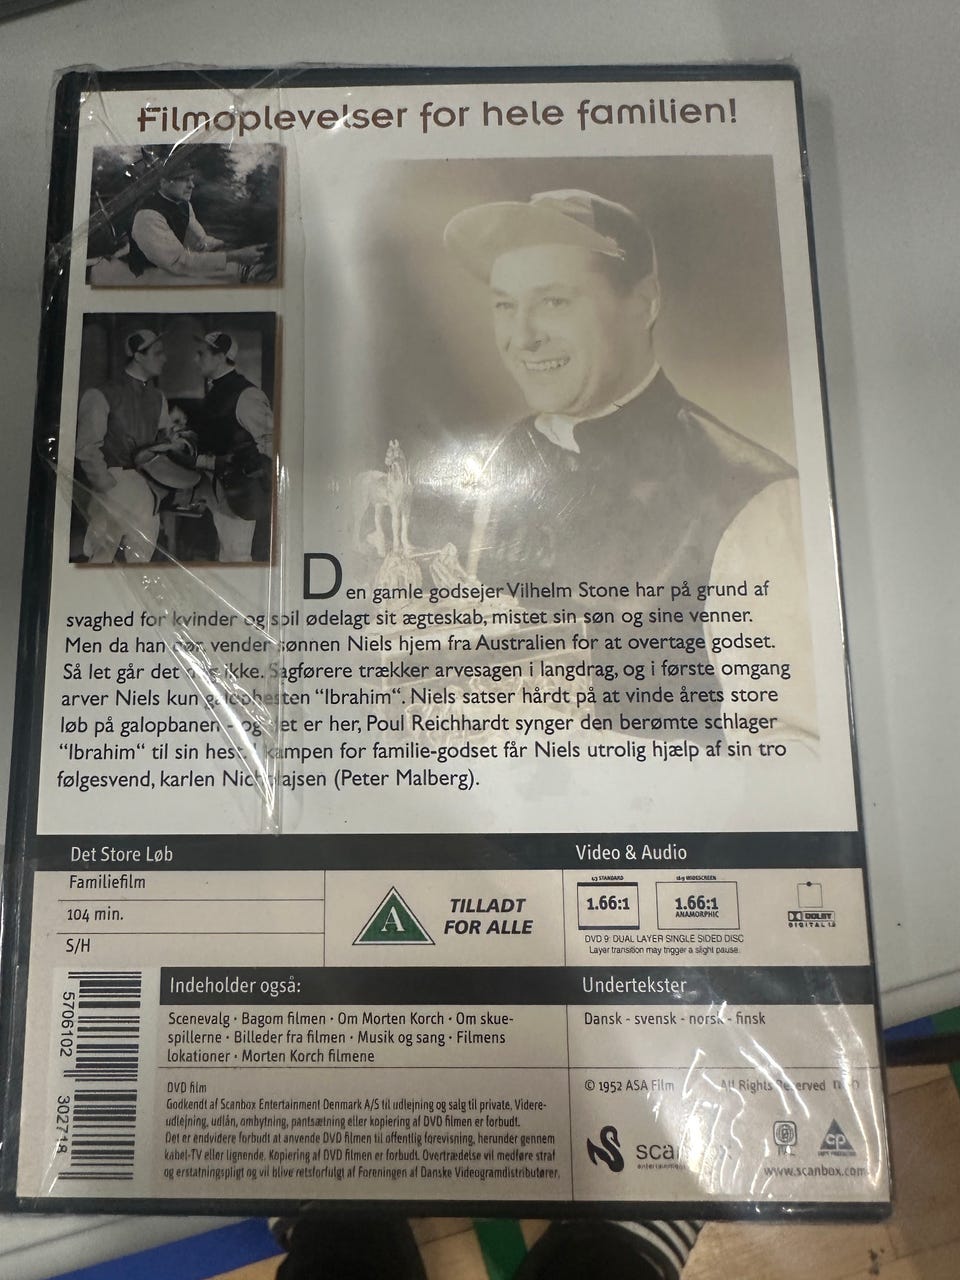 Filmoplevelser for hele familien!
Den gamle godsejer Vilhelm Stone har på grund af
svaghed for kvinder og spil ødelagt sit ægteskab, mistet sin søn og sine venner.
Men da han dør, vender sønnen Niels hjem fra Australien for at overtage godset.
Så let går det dog ikke. Sagførere trækker arvesagen i langdrag, og i første omgang
arver Niels kun galophesten "Ibrahim". Niels satser hårdt på at vinde årets store
løb på galopbanen - og det er her, Poul Reichhardt synger den berømte schlager
"Ibrahim" til sin hest. I kampen for familie-godset får Niels utrolig hjælp af sin tro
følgesvend, karlen Nicholajsen (Peter Malberg).
Det Store Løb
Familiefilm
104 min.
S/H
A
TILLADT
FOR ALLE
Video & Audio
4:3 STANDARD
1.66:1
16:9 WIDESCREEN
1.66:1
ANAMORPHIC
DOLBY
DIGITAL
DVD 9: DUAL LAYER SINGLE SIDED DISC
Layer transition may trigger a slight pause.
5706102 302718
Indeholder også:
Scenevalg · Bagom filmen · Om Morten Korch · Om skue-
spillerne · Billeder fra filmen · Musik og sang · Filmens
lokationer · Morten Korch filmene
Undertekster
Dansk - svensk - norsk - finsk
DVD film
Godkendt af Scanbox Entertainment Denmark A/S til udlejning og salg til private. Videre-
udlejning, udlån, ombytning, pantsætning eller kopiering af DVD filmen er forbudt.
Det er endvidere forbudt at anvende DVD filmen til offentlig forevisning, herunder gennem
kabel-TV eller lignende. Kopiering af DVD filmen er forbudt. Overtrædelse vil medføre straf
og erstatningspligt og vil blive retsforfulgt af Foreningen af Danske Videogramdistributører.
© 1952 ASA Film All Rights Reserved
scanbox
entertainment
CP
www.scanbox.com